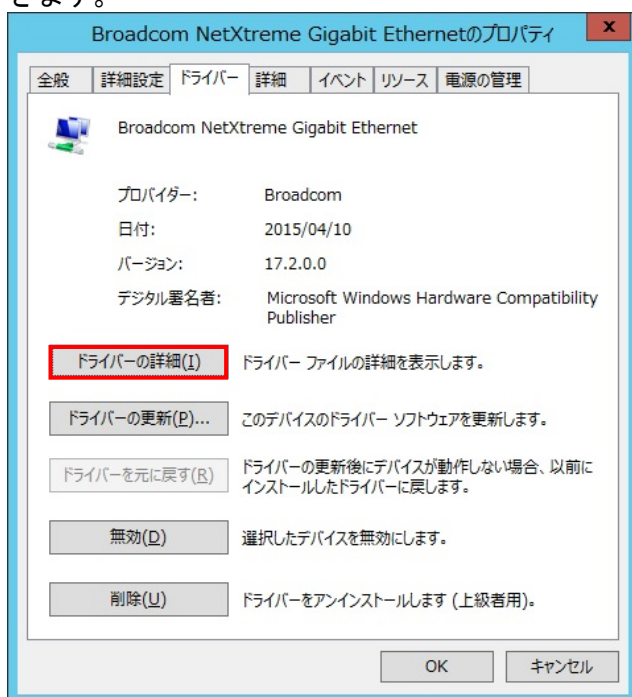 きます。
Broadcom NetXtreme Gigabit Ethernetのプロパティ
x
全般 詳細設定 ドライバー 詳細 イベント リソース 電源の管理
Broadcom NetXtreme Gigabit Ethernet
プロバイダー: Broadcom
日付: 2015/04/10
バージョン: 17.2.0.0
デジタル署名者: Microsoft Windows Hardware Compatibility
Publisher
ドライバーの詳細(I) ドライバー ファイルの詳細を表示します。
ドライバーの更新(P)... このデバイスのドライバー ソフトウェアを更新します。
ドライバーを元に戻す(R) ドライバーの更新後にデバイスが動作しない場合、以前に
インストールしたドライバーに戻します。
無効(D) 選択したデバイスを無効にします。
削除(U) ドライバーをアンインストールします (上級者用)。
OK キャンセル